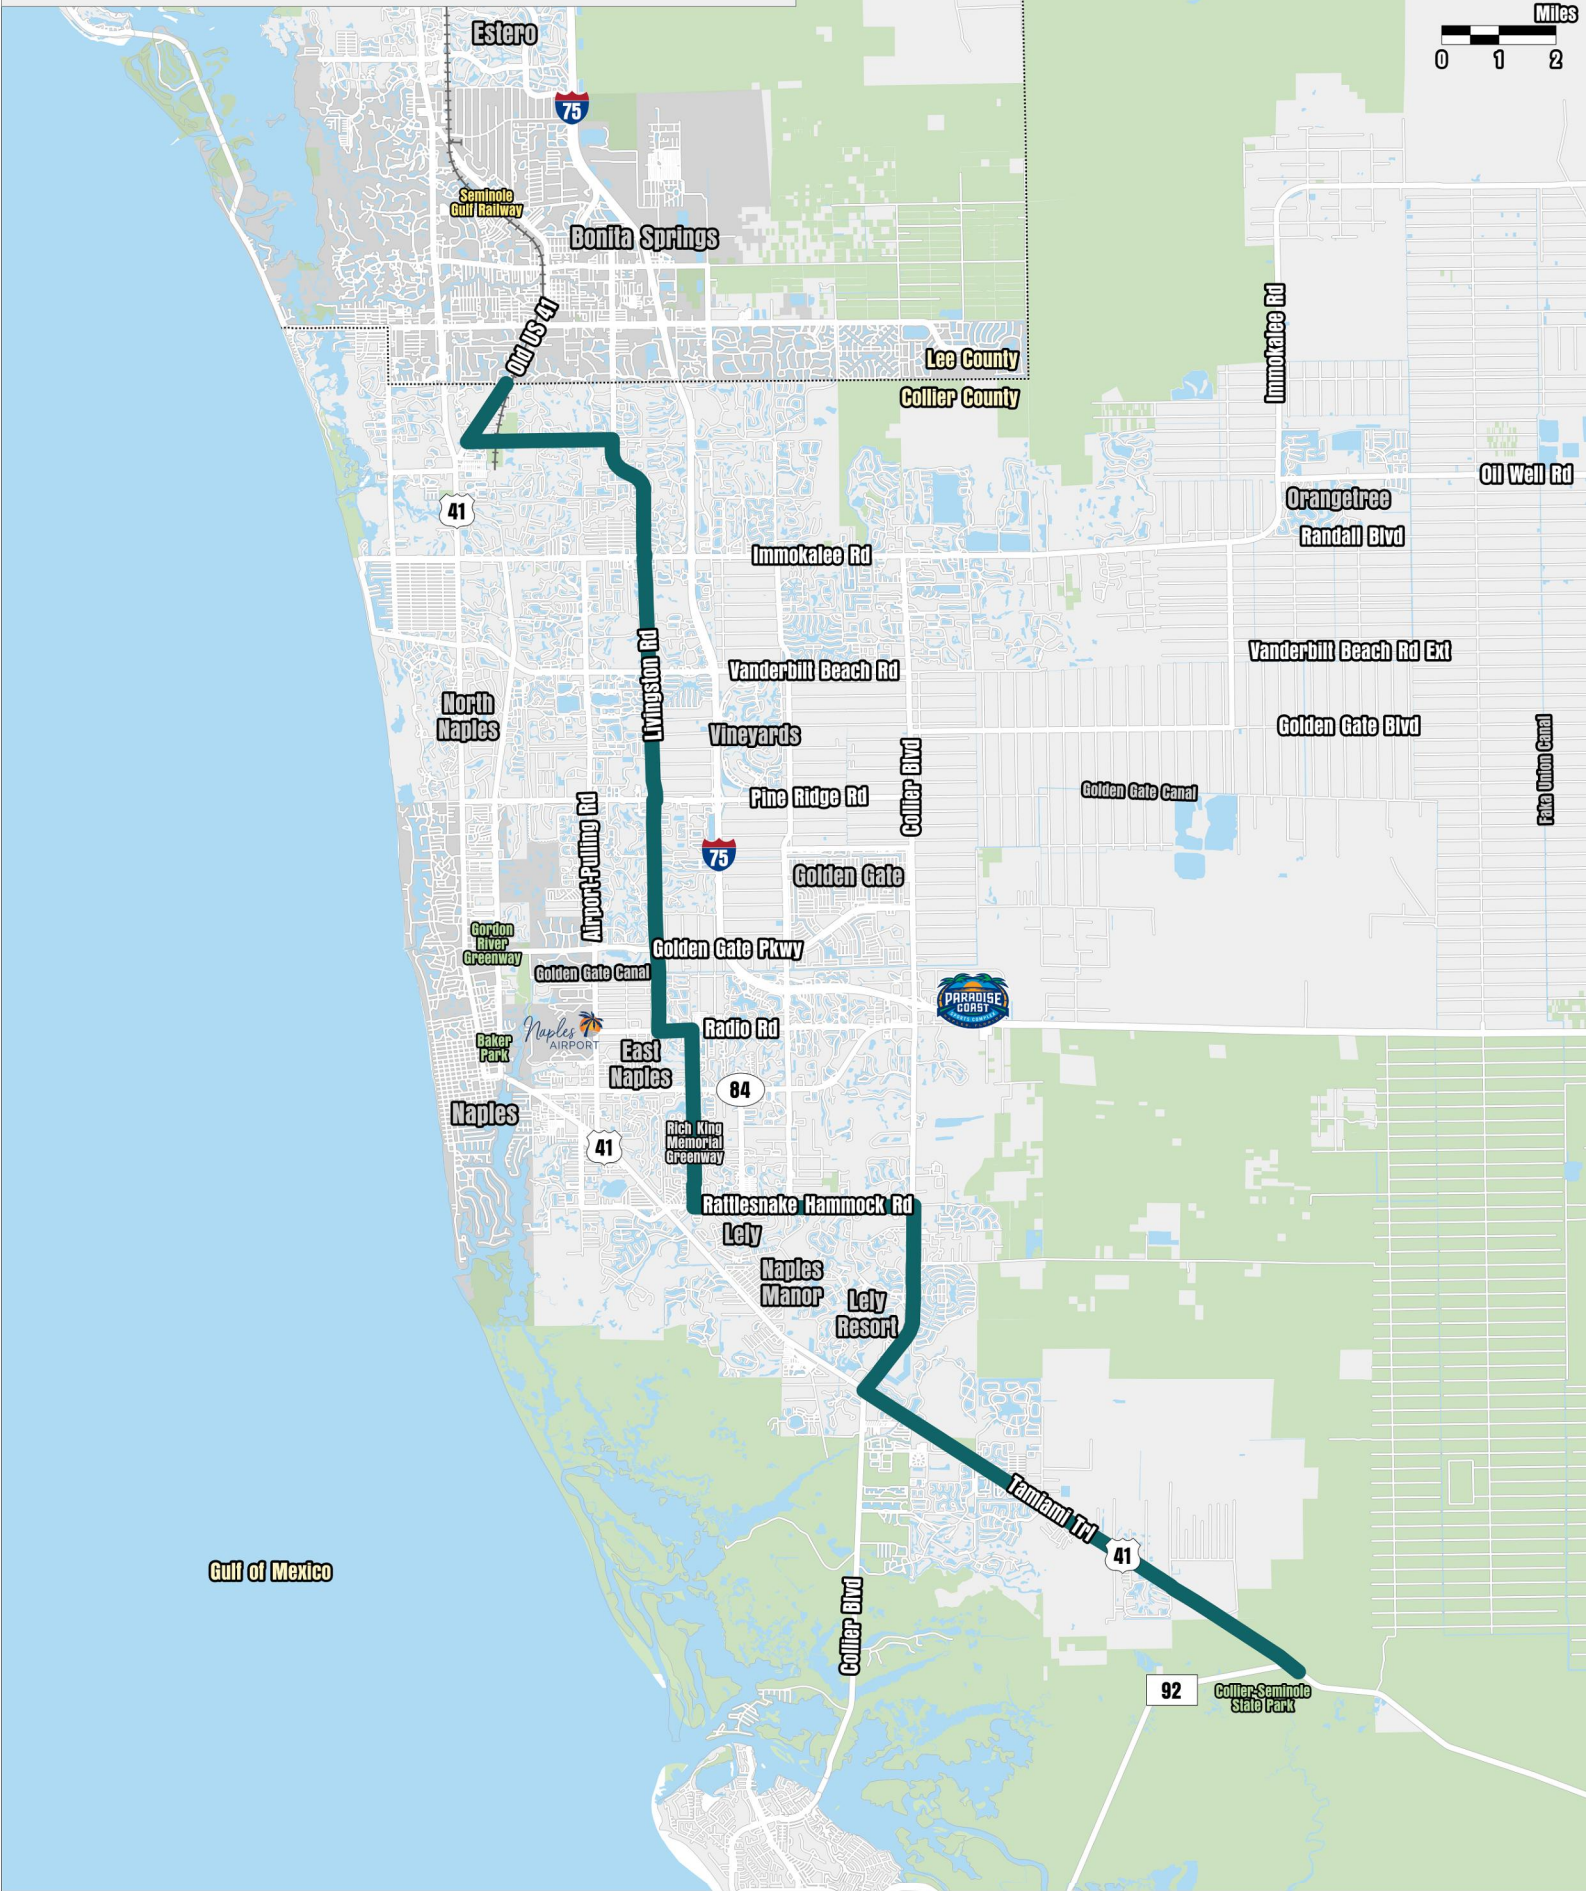 Miles
0 1 2
Estero
75
Seminole
Gulf Railway
Bonita Springs
Old US 41
Immokalee Rd
Lee County
Collier County
Oil Well Rd
Orangetree
41
Randall Blvd
Immokalee Rd
Livingston Rd
Vanderbilt Beach Rd Ext
Vanderbilt Beach Rd
North
Naples
Golden Gate Blvd
Vineyards
Faka Union Canal
Collier Blvd
Golden Gate Canal
Pine Ridge Rd
Airport-Pulling Rd
75
Golden Gate
Gordon
River
Greenway
Golden Gate Pkwy
Golden Gate Canal
PARADISE
COAST
SPORTS COMPLEX
Naples
AIRPORT
Radio Rd
Baker
Park
East
Naples
84
Naples
41
Rich King
Memorial
Greenway
Rattlesnake Hammock Rd
Lely
Naples
Manor
Lely
Resort
Tamiami Trl
41
Gulf of Mexico
Collier Blvd
92
Collier-Seminole
State Park